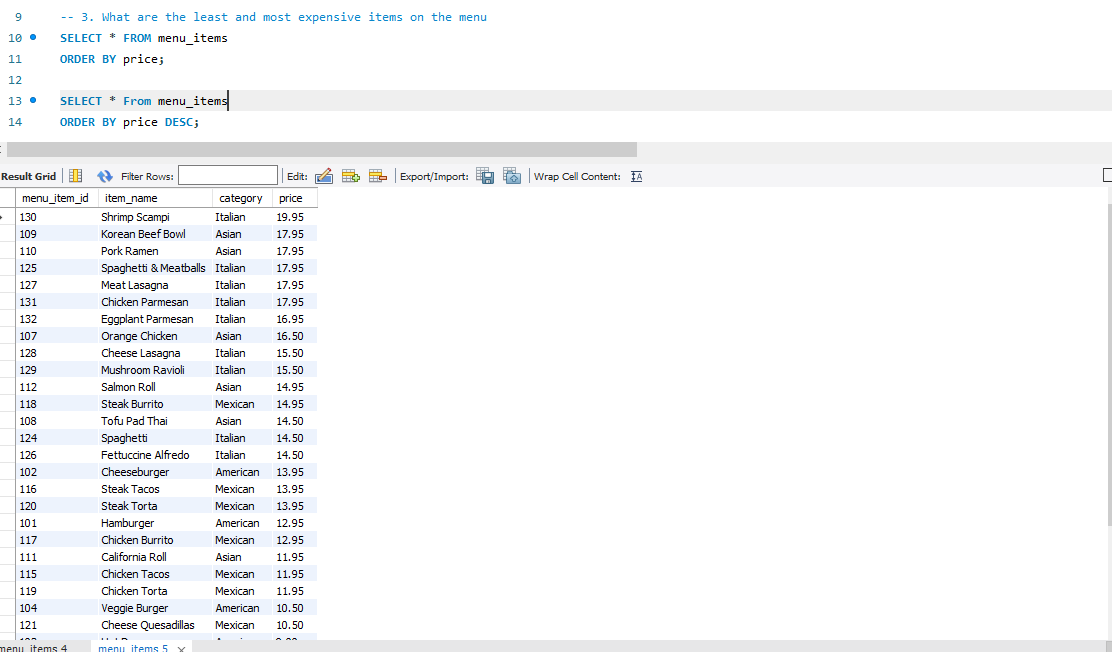 9 -- 3. What are the least and most expensive items on the menu
10 SELECT * FROM menu_items
11 ORDER BY price;
12
13 SELECT * From menu_items
14 ORDER BY price DESC;
Result Grid Filter Rows: Edit: Export/Import: Wrap Cell Content:
menu_item_id item_name category price
130 Shrimp Scampi Italian 19.95
109 Korean Beef Bowl Asian 17.95
110 Pork Ramen Asian 17.95
125 Spaghetti & Meatballs Italian 17.95
127 Meat Lasagna Italian 17.95
131 Chicken Parmesan Italian 17.95
132 Eggplant Parmesan Italian 16.95
107 Orange Chicken Asian 16.50
128 Cheese Lasagna Italian 15.50
129 Mushroom Ravioli Italian 15.50
112 Salmon Roll Asian 14.95
118 Steak Burrito Mexican 14.95
108 Tofu Pad Thai Asian 14.50
124 Spaghetti Italian 14.50
126 Fettuccine Alfredo Italian 14.50
102 Cheeseburger American 13.95
116 Steak Tacos Mexican 13.95
120 Steak Torta Mexican 13.95
101 Hamburger American 12.95
117 Chicken Burrito Mexican 12.95
111 California Roll Asian 11.95
115 Chicken Tacos Mexican 11.95
119 Chicken Torta Mexican 11.95
104 Veggie Burger American 10.50
121 Cheese Quesadillas Mexican 10.50
menu_items 4 menu_items 5